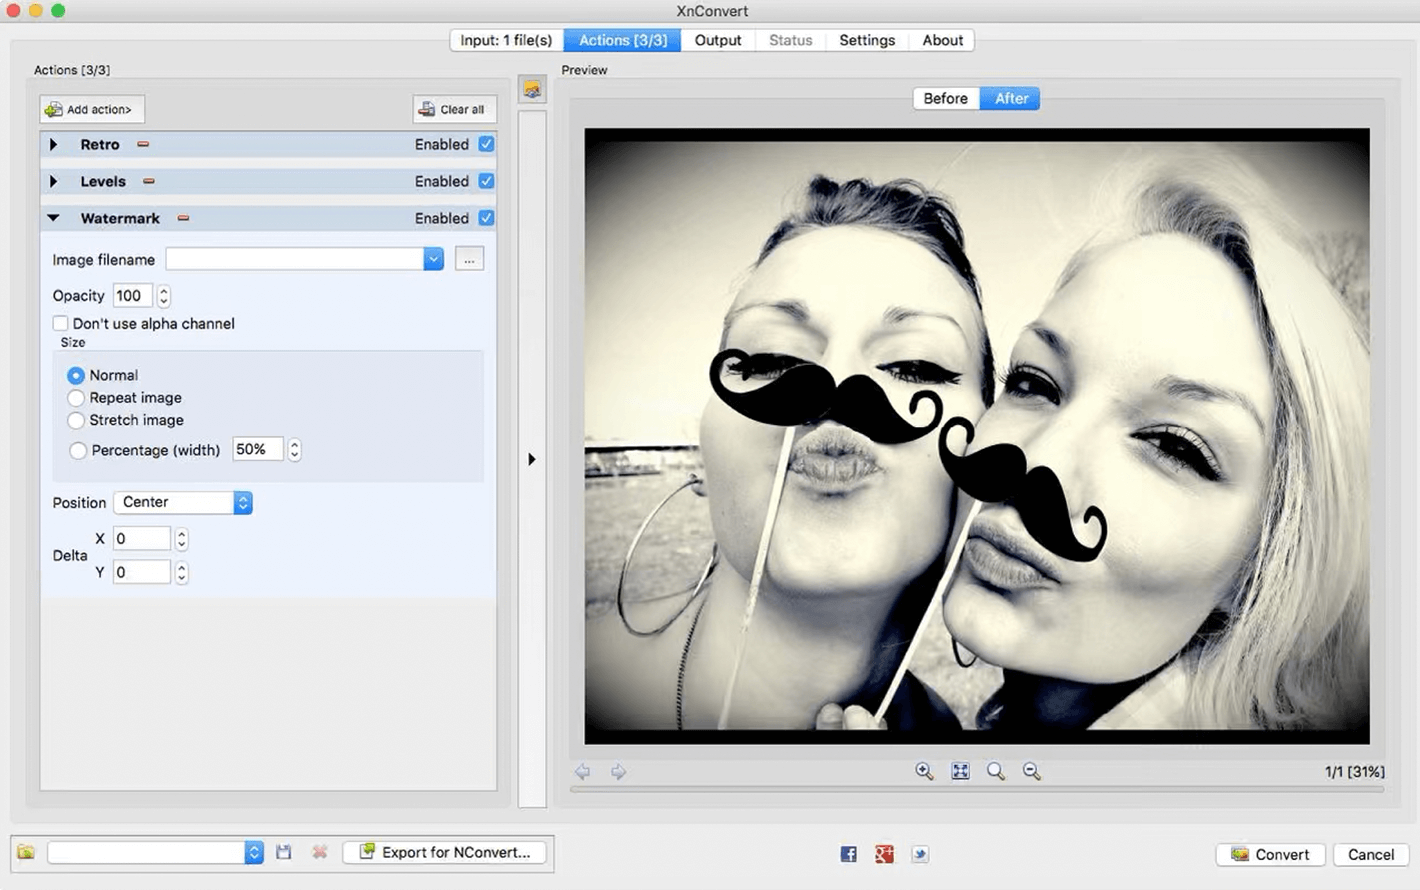 XnConvert
Input: 1 file(s) Actions [3/3] Output Status Settings About
Actions [3/3]
Preview
Add action>
Clear all
Before After
Retro Enabled
Levels Enabled
Watermark Enabled
Image filename ...
Opacity 100
Don't use alpha channel
Size
Normal
Repeat image
Stretch image
Percentage (width) 50%
Position Center
Delta
X 0
Y 0
1/1 [31%]
Export for NConvert...
Convert
Cancel